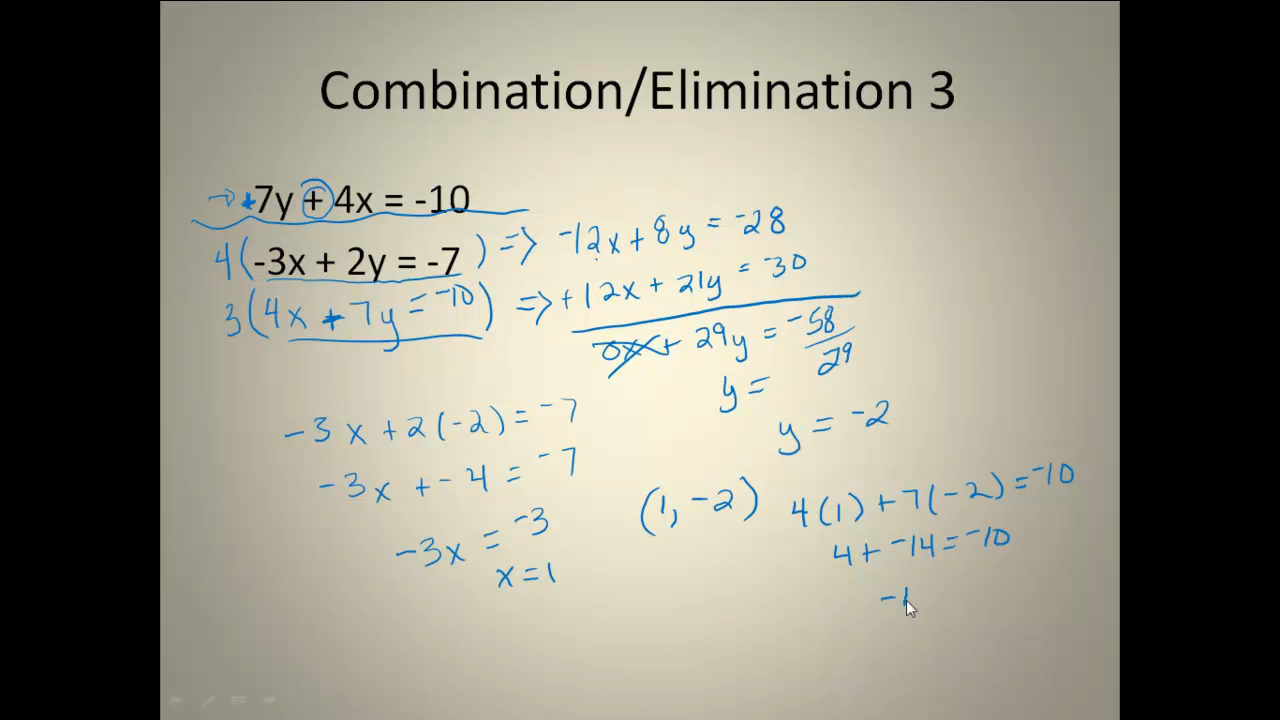 Combination/Elimination 3
→ +7y + 4x = -10
4(-3x + 2y = -7) => -12x + 8y = -28
3(4x + 7y = -10) => +12x + 21y = -30
0x + 29y = -58/29
y =
y = -2
-3x + 2(-2) = -7
-3x + -4 = -7
-3x = -3
x = 1
(1, -2)
4(1) + 7(-2) = -10
4 + -14 = -10
-1